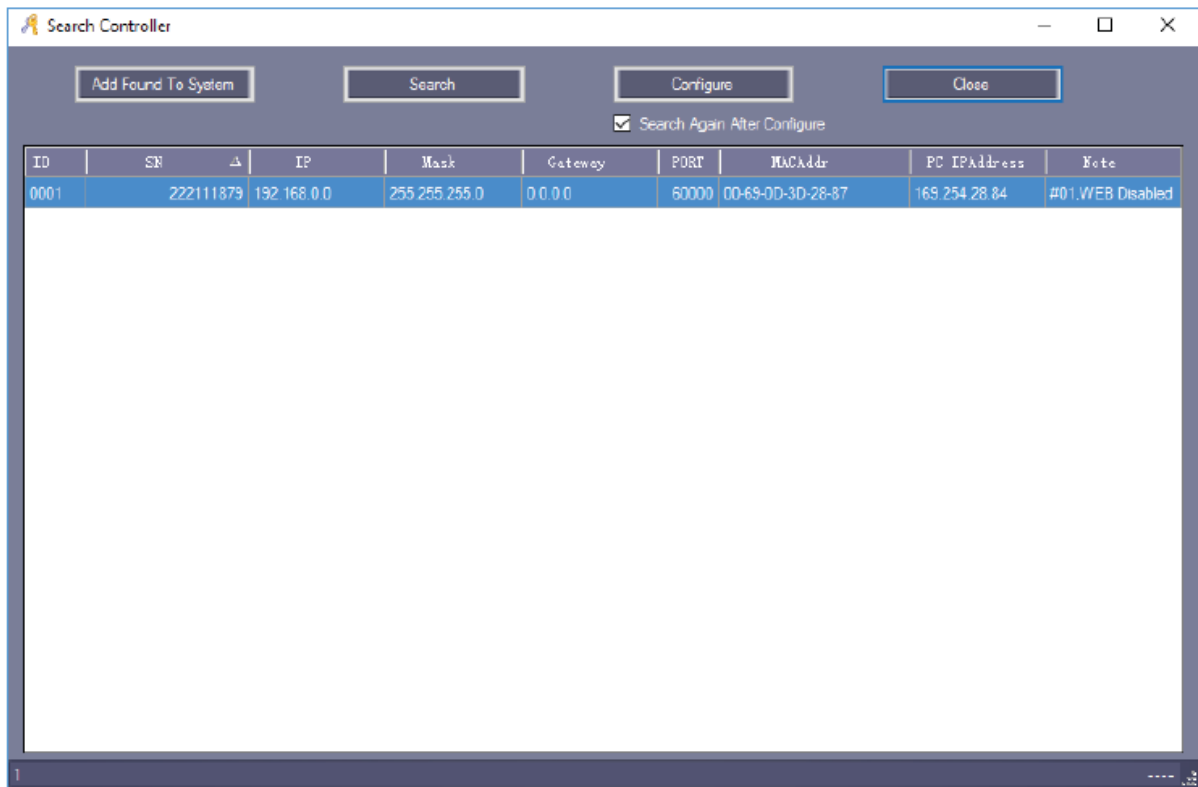 Search Controller
Add Found To System Search Configure Close
Search Again After Configure
ID SN IP Mask Gateway PORT MACAddr PC IPAddress Note
0001 222111879 192.168.0.0 255.255.255.0 0.0.0.0 60000 00-69-0D-3D-28-87 169.254.28.84 #01.WEB Disabled
1 ----